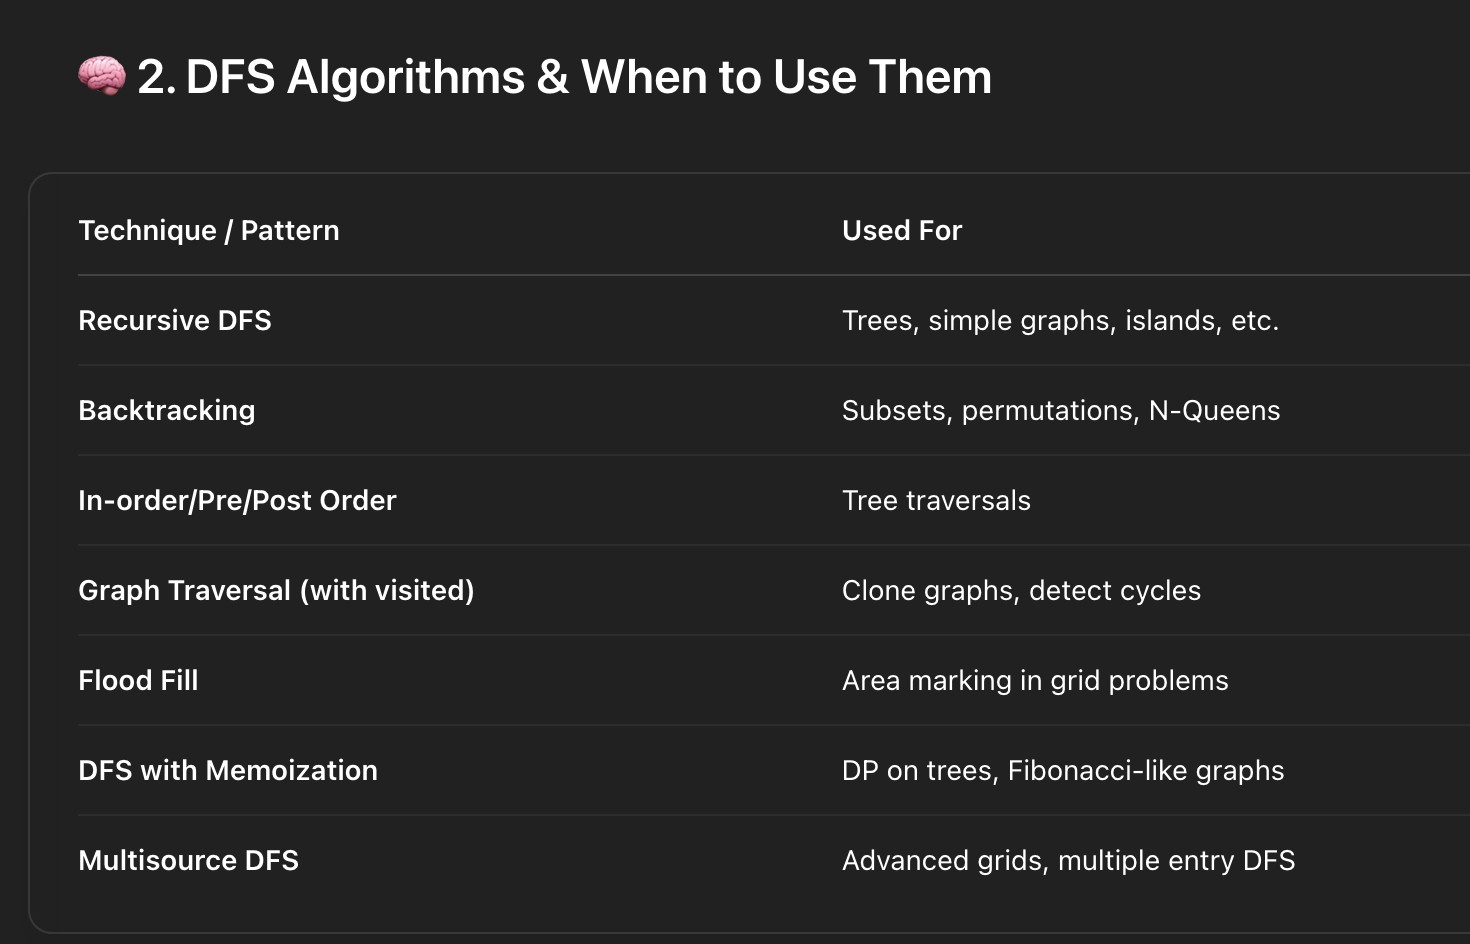 🧠 2. DFS Algorithms & When to Use Them
Technique / Pattern Used For
Recursive DFS Trees, simple graphs, islands, etc.
Backtracking Subsets, permutations, N-Queens
In-order/Pre/Post Order Tree traversals
Graph Traversal (with visited) Clone graphs, detect cycles
Flood Fill Area marking in grid problems
DFS with Memoization DP on trees, Fibonacci-like graphs
Multisource DFS Advanced grids, multiple entry DFS